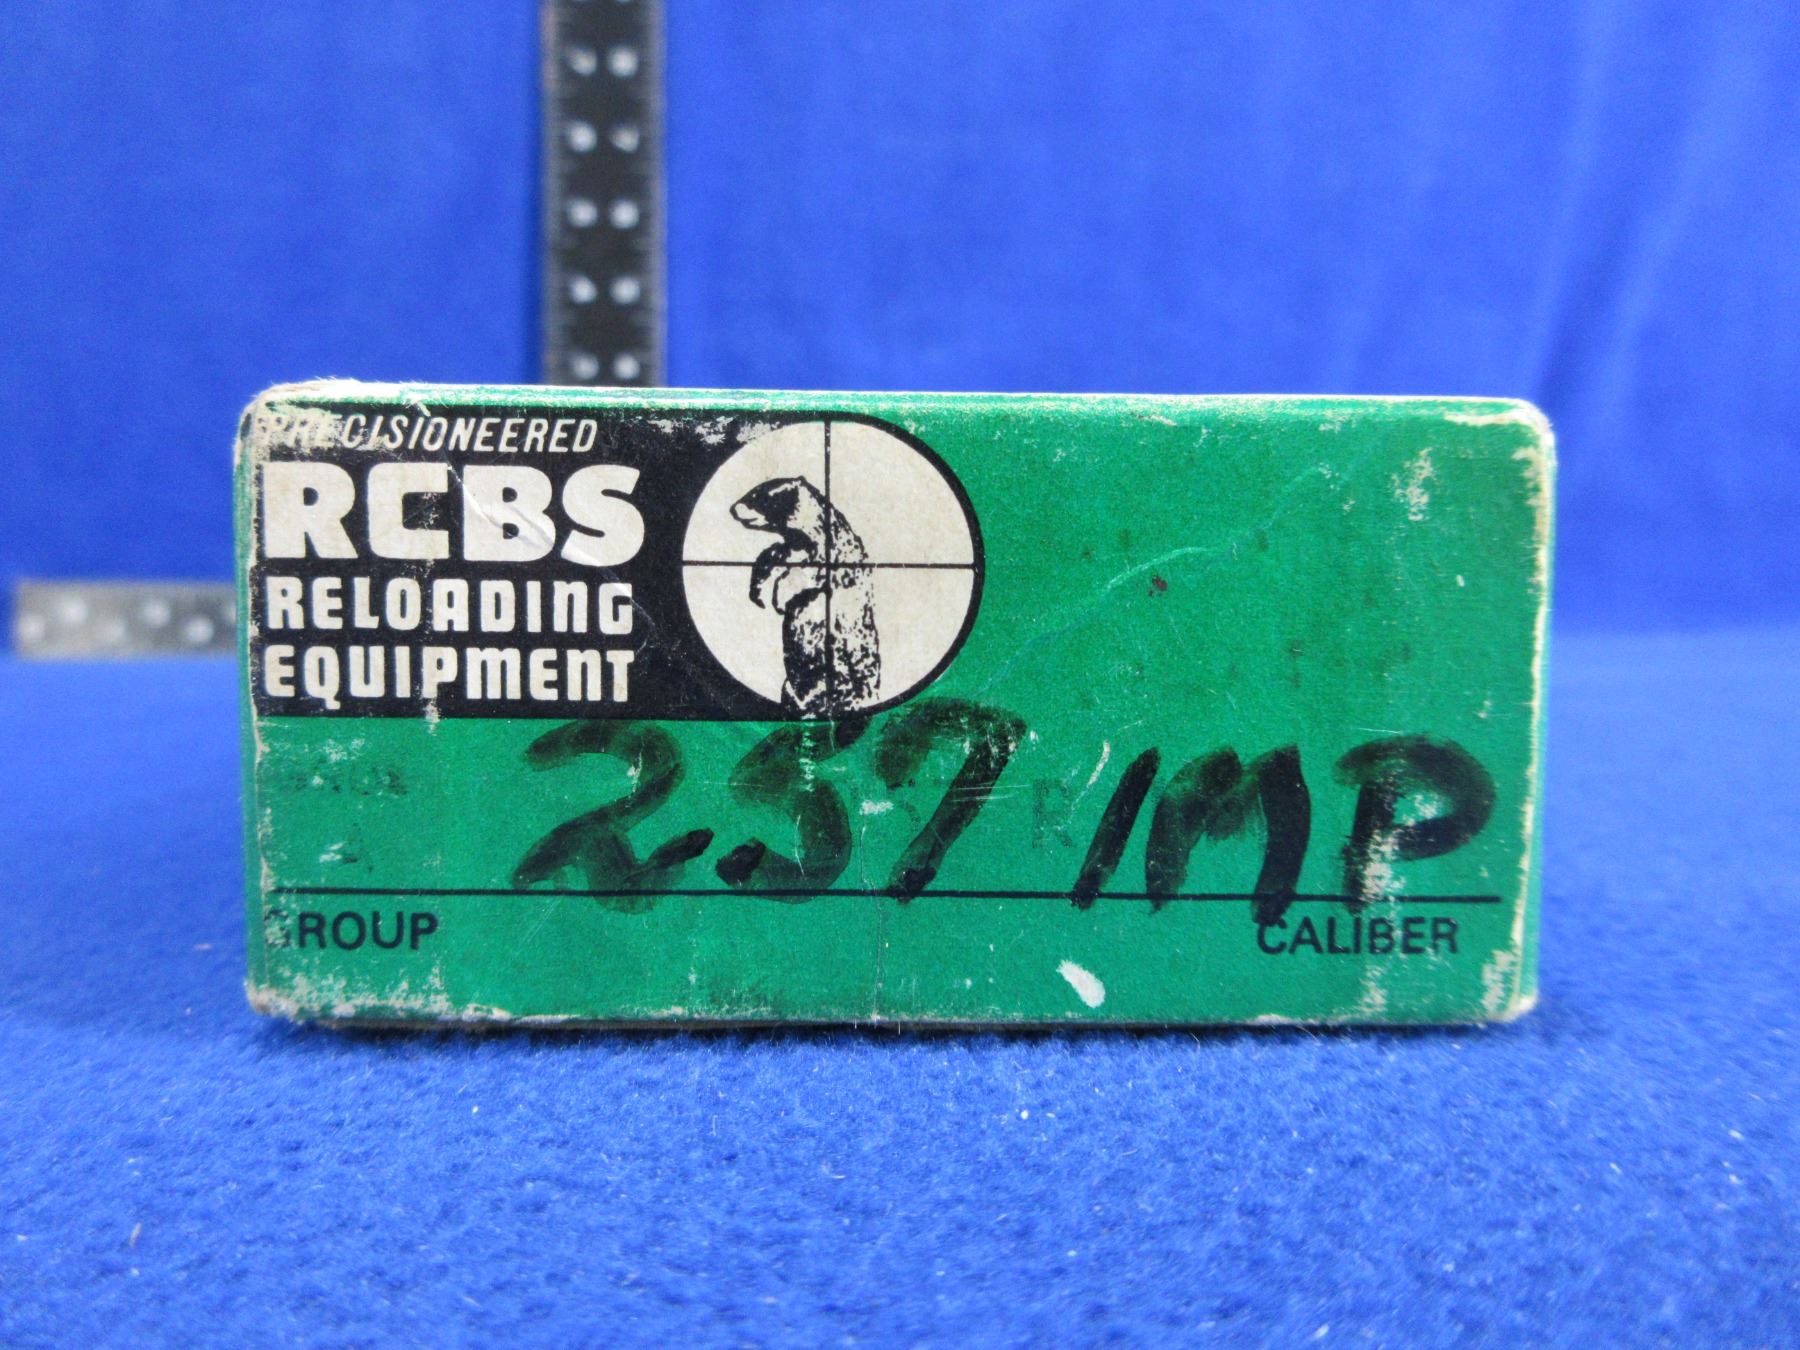 PRECISIONEERED
RCBS
RELOADING
EQUIPMENT
257 IMP
GROUP
CALIBER